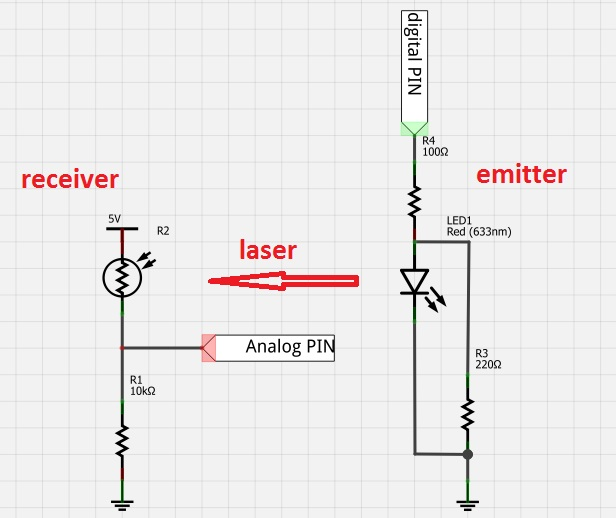 digital PIN
R4
100Ω
receiver
emitter
5V
R2
LED1
Red (633nm)
laser
Analog PIN
R3
220Ω
R1
10kΩ